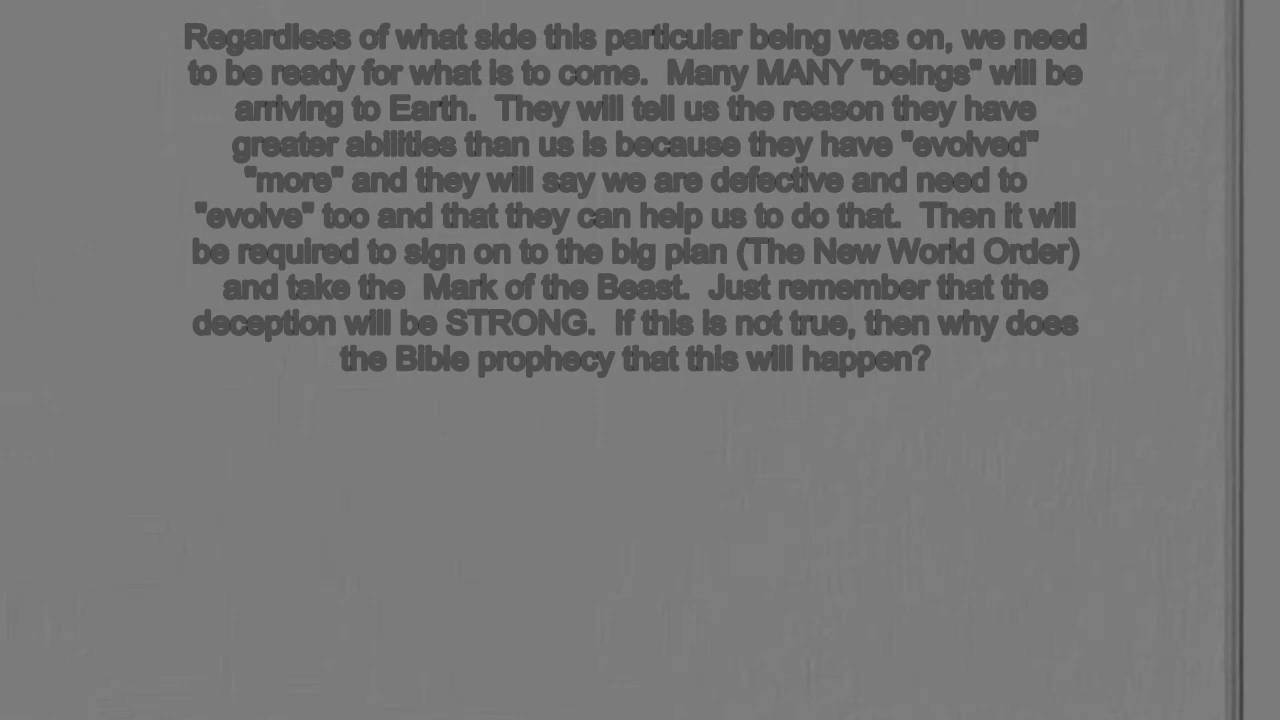 Regardless of what side this particular being was on, we need
to be ready for what is to come.  Many MANY "beings" will be
arriving to Earth.  They will tell us the reason they have
greater abilities than us is because they have "evolved"
"more" and they will say we are defective and need to
"evolve" too and that they can help us to do that.  Then it will
be required to sign on to the big plan (The New World Order)
and take the  Mark of the Beast.  Just remember that the
deception will be STRONG.  If this is not true, then why does
the Bible prophecy that this will happen?